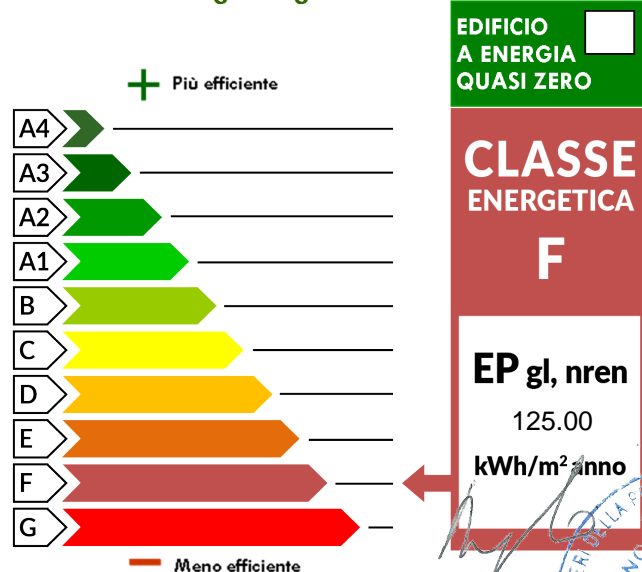 EDIFICIO
A ENERGIA
QUASI ZERO
Più efficiente
A4
A3
A2
A1
B
C
D
E
F
G
Meno efficiente
CLASSE
ENERGETICA
F
EP gl, nren
125.00
kWh/m² anno
DELLA